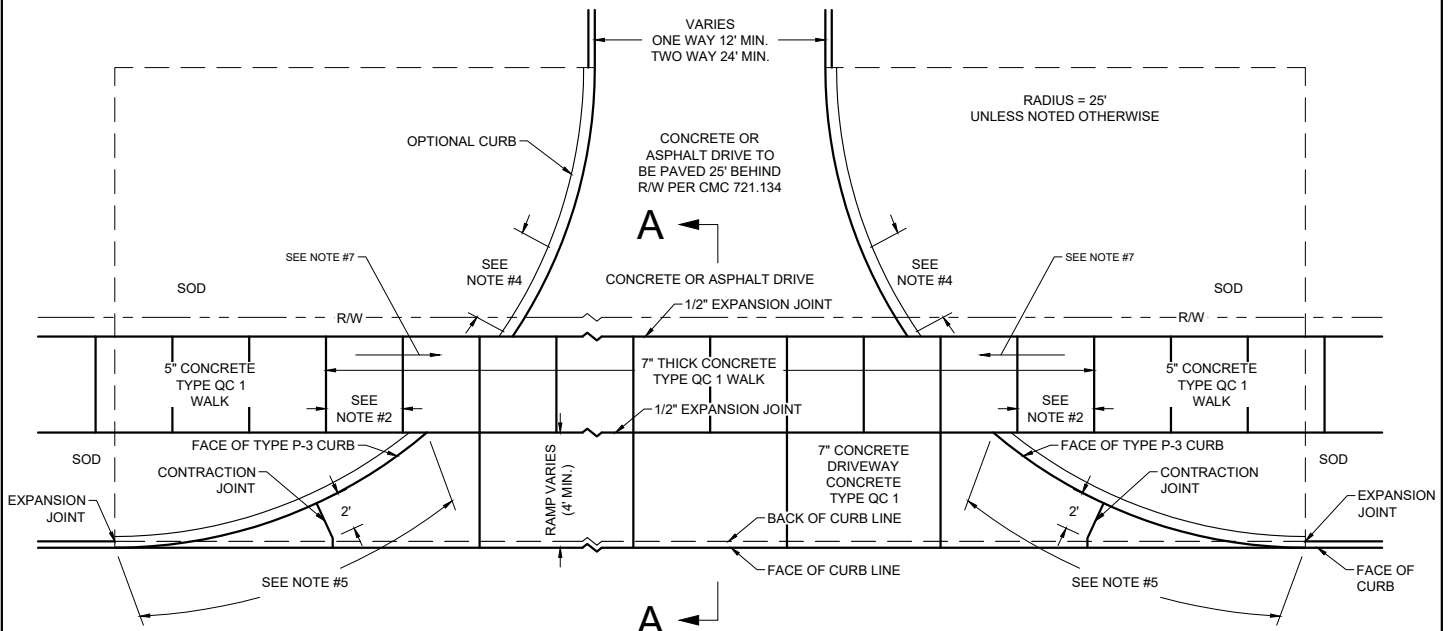 VARIES
ONE WAY 12' MIN.
TWO WAY 24' MIN.
RADIUS = 25'
UNLESS NOTED OTHERWISE
OPTIONAL CURB
CONCRETE OR
ASPHALT DRIVE TO
BE PAVED 25' BEHIND
R/W PER CMC 721.134
A
SEE NOTE #7
SEE
NOTE #4
SEE
NOTE #4
SEE NOTE #7
SOD
CONCRETE OR ASPHALT DRIVE
SOD
1/2" EXPANSION JOINT
R/W
R/W
5" CONCRETE
TYPE QC 1
WALK
7" THICK CONCRETE
TYPE QC 1 WALK
5" CONCRETE
TYPE QC 1
WALK
SEE
NOTE #2
SEE
NOTE #2
1/2" EXPANSION JOINT
FACE OF TYPE P-3 CURB
FACE OF TYPE P-3 CURB
SOD
CONTRACTION
JOINT
RAMP VARIES
(4' MIN.)
7" CONCRETE
DRIVEWAY
CONCRETE
TYPE QC 1
CONTRACTION
JOINT
SOD
EXPANSION
JOINT
2'
2'
EXPANSION
JOINT
BACK OF CURB LINE
SEE NOTE #5
FACE OF CURB LINE
SEE NOTE #5
FACE OF
CURB
A